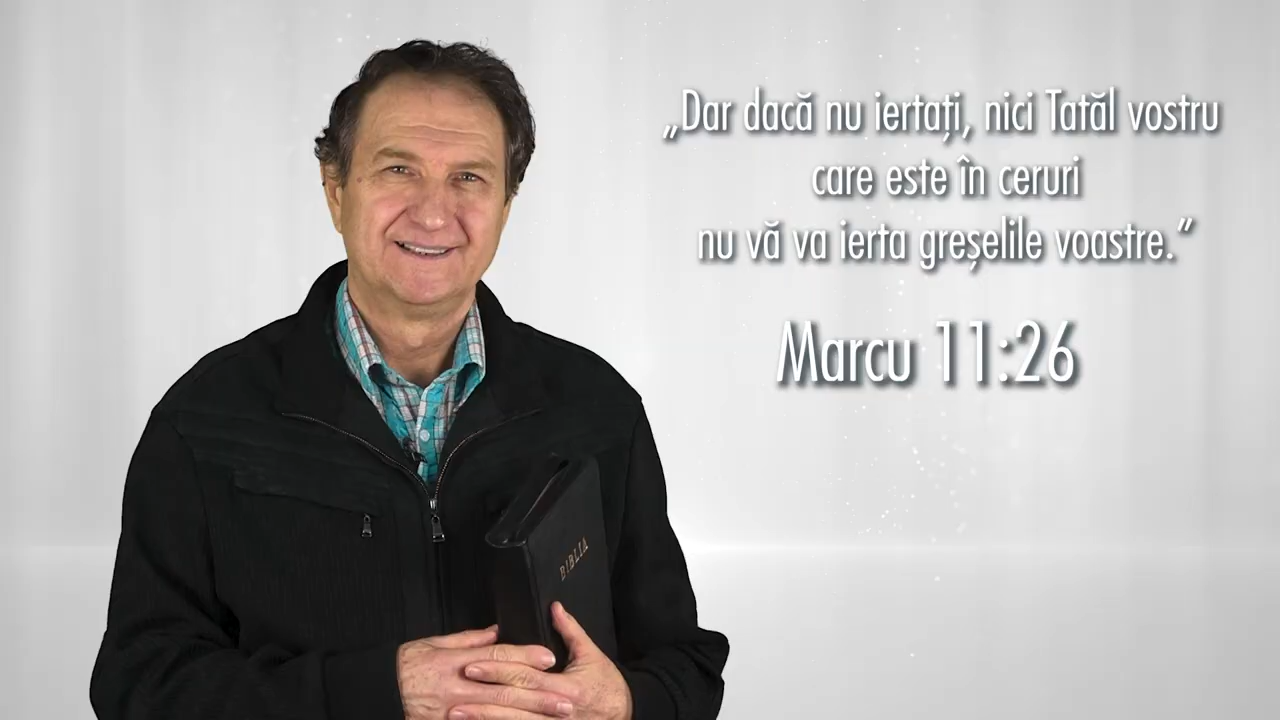 „Dar dacă nu iertați, nici Tatăl vostru
care este în ceruri
nu vă va ierta greșelile voastre.”
Marcu 11:26
BIBLIA